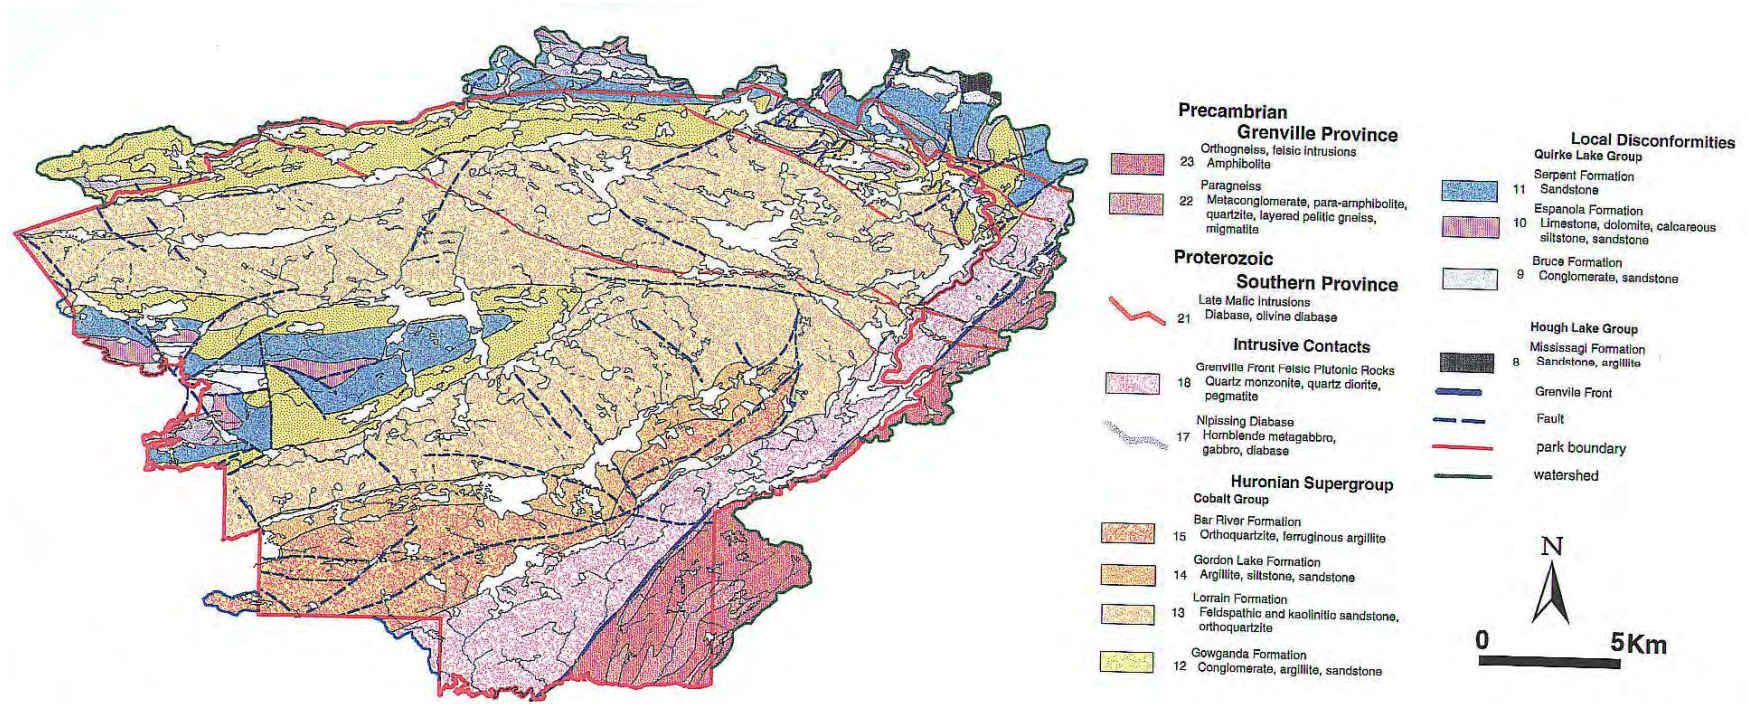 Precambrian
Grenville Province
Orthogneiss, felsic intrusions
23 Amphibolite
Paragneiss
22 Metaconglomerate, para-amphibolite,
quartzite, layered pelitic gneiss,
migmatite
Proterozoic
Southern Province
Late Mafic Intrusions
21 Diabase, olivine diabase
Intrusive Contacts
Grenville Front Felsic Plutonic Rocks
18 Quartz monzonite, quartz diorite,
pegmatite
Nipissing Diabase
17 Hornblende metagabbro,
gabbro, diabase
Huronian Supergroup
Cobalt Group
Bar River Formation
15 Orthoquartzite, ferruginous argillite
Gordon Lake Formation
14 Argillite, siltstone, sandstone
Lorrain Formation
13 Feldspathic and kaolinitic sandstone,
orthoquartzite
Gowganda Formation
12 Conglomerate, argillite, sandstone
Local Disconformities
Quirke Lake Group
Serpent Formation
11 Sandstone
Espanola Formation
10 Limestone, dolomite, calcareous
siltstone, sandstone
Bruce Formation
9 Conglomerate, sandstone
Hough Lake Group
Mississagi Formation
8 Sandstone, argillite
Grenville Front
Fault
park boundary
watershed
N
0 5Km